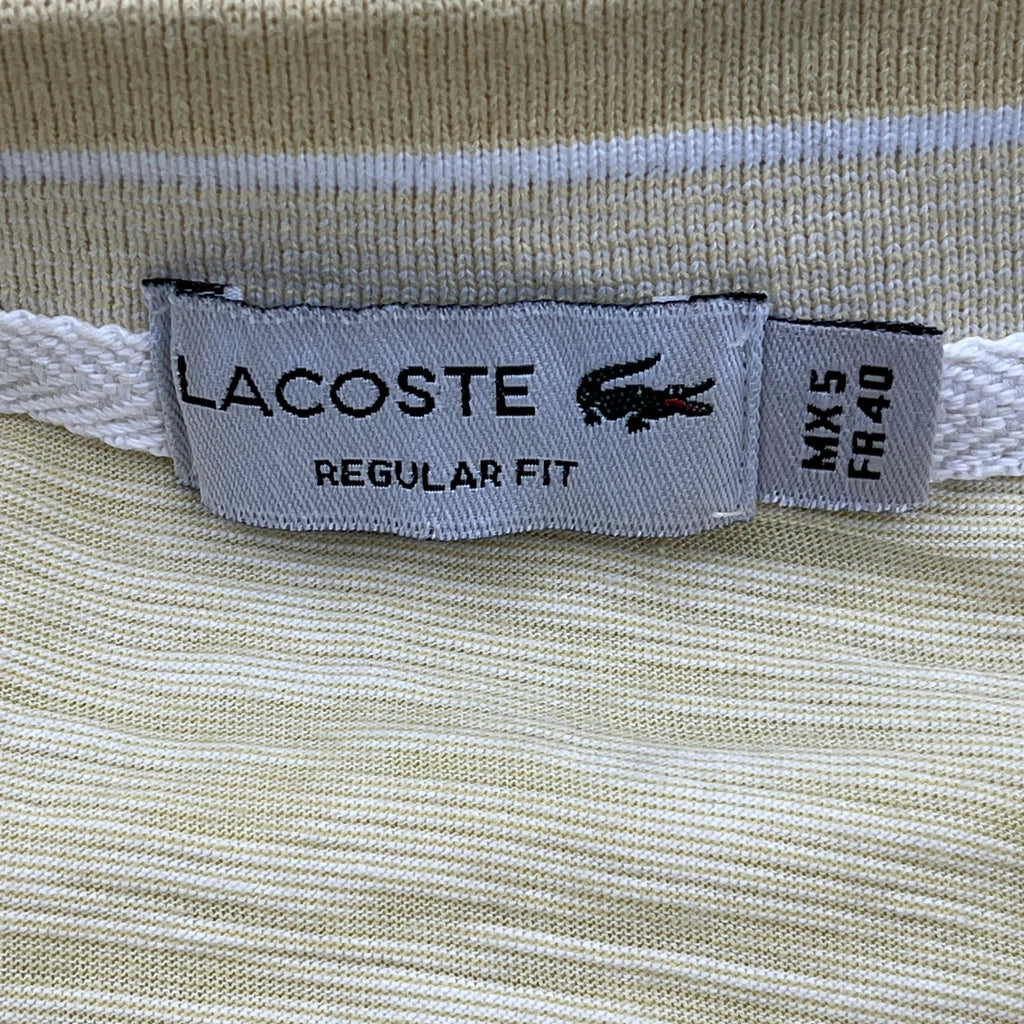 LACOSTE
REGULAR FIT
MX 5
FR 40